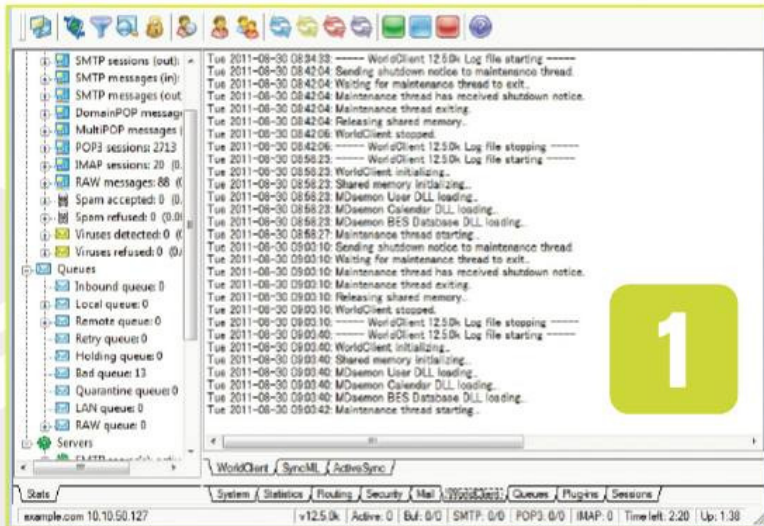 SMTP sessions (out):
SMTP messages (in):
SMTP messages (out
DomainPOP messag
MultiPOP messages (
POP3 sessions: 2713
IMAP sessions: 20 (0.
RAW messages: 88 (0
Spam accepted: 0 (0.
Spam refused: 0 (0.0
Viruses detected: 0 (
Viruses refused: 0 (0.
Queues
Inbound queue: 0
Local queue: 0
Remote queue: 0
Retry queue: 0
Holding queue: 0
Bad queue: 13
Quarantine queue: 0
LAN queue: 0
RAW queue: 0
Servers
Stats
Tue 2011-08-30 08:34:33: ----- WorldClient 12.5.0k Log file starting -----
Tue 2011-08-30 08:42:04: Sending shutdown notice to maintenance thread.
Tue 2011-08-30 08:42:04: Waiting for maintenance thread to exit..
Tue 2011-08-30 08:42:04: Maintenance thread has received shutdown notice.
Tue 2011-08-30 08:42:04: Maintenance thread exiting.
Tue 2011-08-30 08:42:04: Releasing shared memory..
Tue 2011-08-30 08:42:06: WorldClient stopped.
Tue 2011-08-30 08:42:06: ----- WorldClient 12.5.0k Log file stopping -----
Tue 2011-08-30 08:58:23: ----- WorldClient 12.5.0k Log file starting -----
Tue 2011-08-30 08:58:23: WorldClient initializing..
Tue 2011-08-30 08:58:23: Shared memory initializing..
Tue 2011-08-30 08:58:23: MDaemon User DLL loading..
Tue 2011-08-30 08:58:23: MDaemon Calendar DLL loading..
Tue 2011-08-30 08:58:23: MDaemon BES Database DLL loading..
Tue 2011-08-30 08:58:27: Maintenance thread starting..
Tue 2011-08-30 09:03:10: Sending shutdown notice to maintenance thread
Tue 2011-08-30 09:03:10: Waiting for maintenance thread to exit..
Tue 2011-08-30 09:03:10: Maintenance thread has received shutdown notice.
Tue 2011-08-30 09:03:10: Maintenance thread exiting.
Tue 2011-08-30 09:03:10: Releasing shared memory..
Tue 2011-08-30 09:03:10: WorldClient stopped.
Tue 2011-08-30 09:03:10: ----- WorldClient 12.5.0k Log file stopping -----
Tue 2011-08-30 09:03:40: ----- WorldClient 12.5.0k Log file starting -----
Tue 2011-08-30 09:03:40: WorldClient initializing..
Tue 2011-08-30 09:03:40: Shared memory initializing..
Tue 2011-08-30 09:03:40: MDaemon User DLL loading..
Tue 2011-08-30 09:03:40: MDaemon Calendar DLL loading..
Tue 2011-08-30 09:03:40: MDaemon BES Database DLL loading..
Tue 2011-08-30 09:03:42: Maintenance thread starting..
1
WorldClient SyncML ActiveSync
System Statistics Routing Security Mail WorldClient Queues Plug-ins Sessions
example.com 10.10.50.127 v12.5.0k Active: 0 Buf: 0/0 SMTP: 0/0 POP3: 0/0 IMAP: 0 Time left: 2:20 Up: 1:38